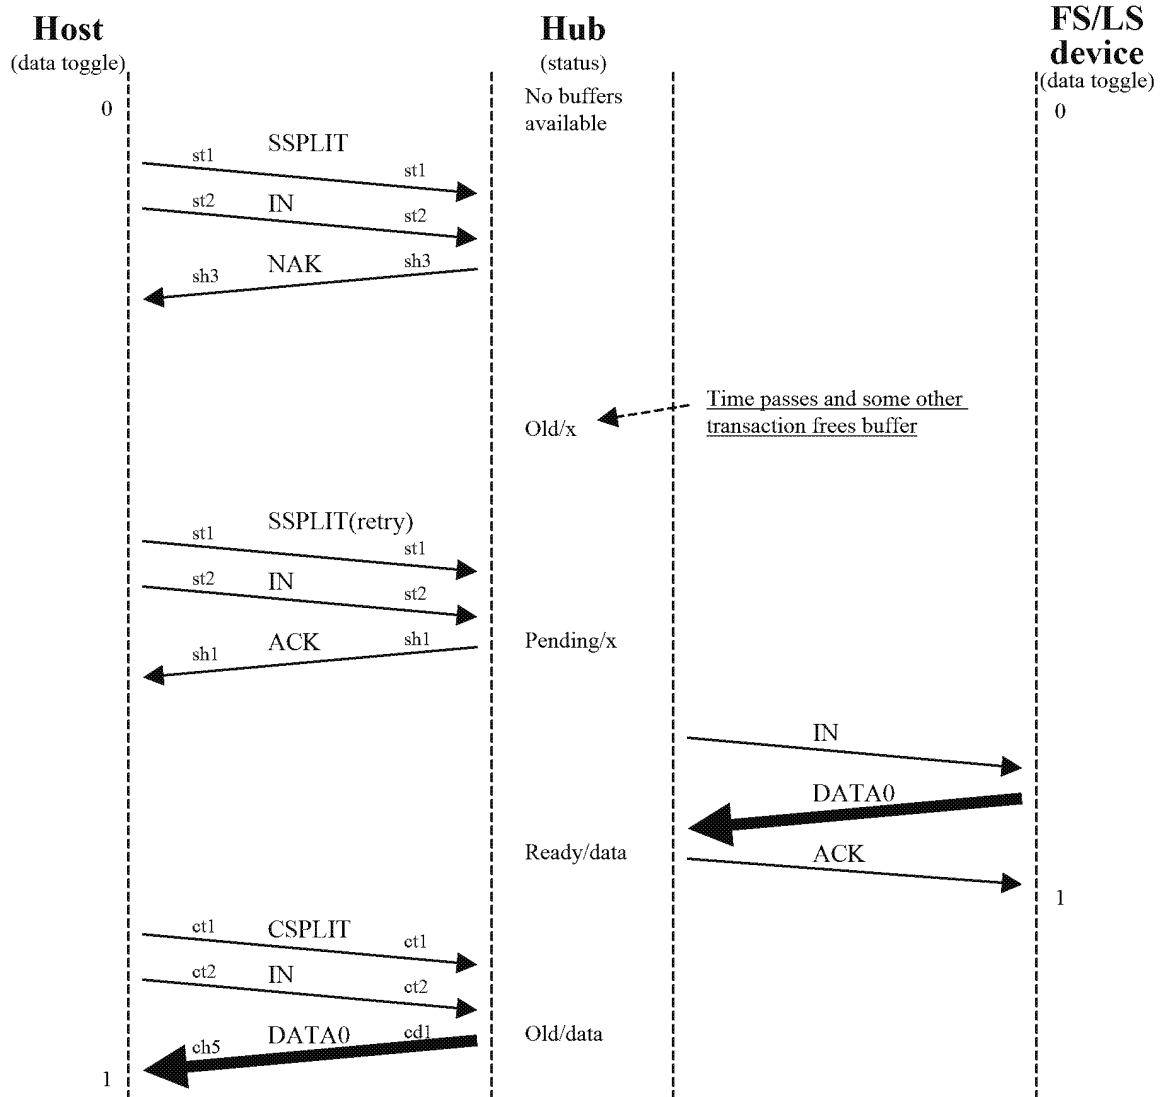 Host
(data toggle)
Hub
(status)
FS/LS
device
(data toggle)
0
No buffers
available
0
SSPLIT
st1
st1
IN
st2
st2
NAK
sh3
sh3
Time passes and some other
transaction frees buffer
Old/x
SSPLIT(retry)
st1
st1
IN
st2
st2
ACK
sh1
sh1
Pending/x
IN
DATA0
Ready/data
ACK
1
CSPLIT
ct1
ct1
IN
ct2
ct2
DATA0
cd1
ch5
Old/data
1